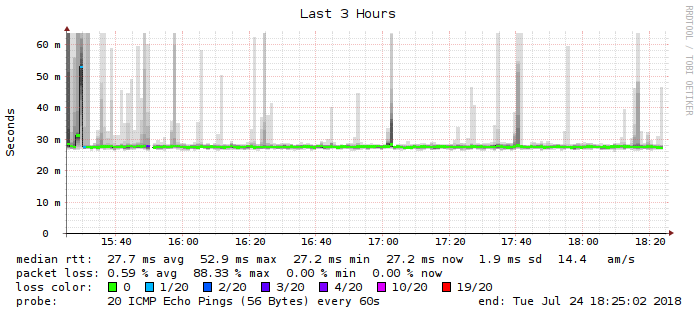 Last 3 Hours
RRDTOOL / TOBI OETIKER
Seconds
60 m
50 m
40 m
30 m
20 m
10 m
0
15:40 16:00 16:20 16:40 17:00 17:20 17:40 18:00 18:20
median rtt: 27.7 ms avg 52.9 ms max 27.2 ms min 27.2 ms now 1.9 ms sd 14.4 am/s
packet loss: 0.59 % avg 88.33 % max 0.00 % min 0.00 % now
loss color: 0 1/20 2/20 3/20 4/20 10/20 19/20
probe: 20 ICMP Echo Pings (56 Bytes) every 60s end: Tue Jul 24 18:25:02 2018